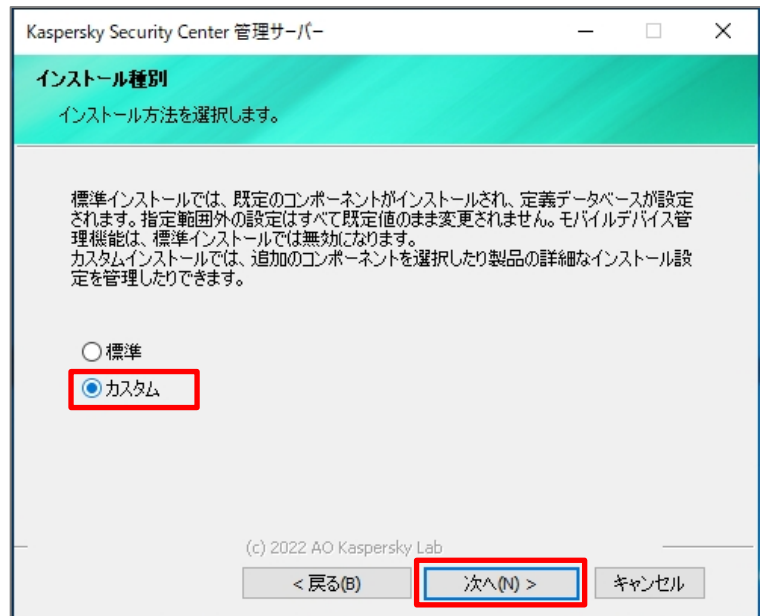 Kaspersky Security Center 管理サーバー
インストール種別
インストール方法を選択します。
標準インストールでは、既定のコンポーネントがインストールされ、定義データベースが設定
されます。指定範囲外の設定はすべて既定値のまま変更されません。モバイルデバイス管
理機能は、標準インストールでは無効になります。
カスタムインストールでは、追加のコンポーネントを選択したり製品の詳細なインストール設
定を管理したりできます。
標準
カスタム
(c) 2022 AO Kaspersky Lab
< 戻る(B) 次へ(N) > キャンセル